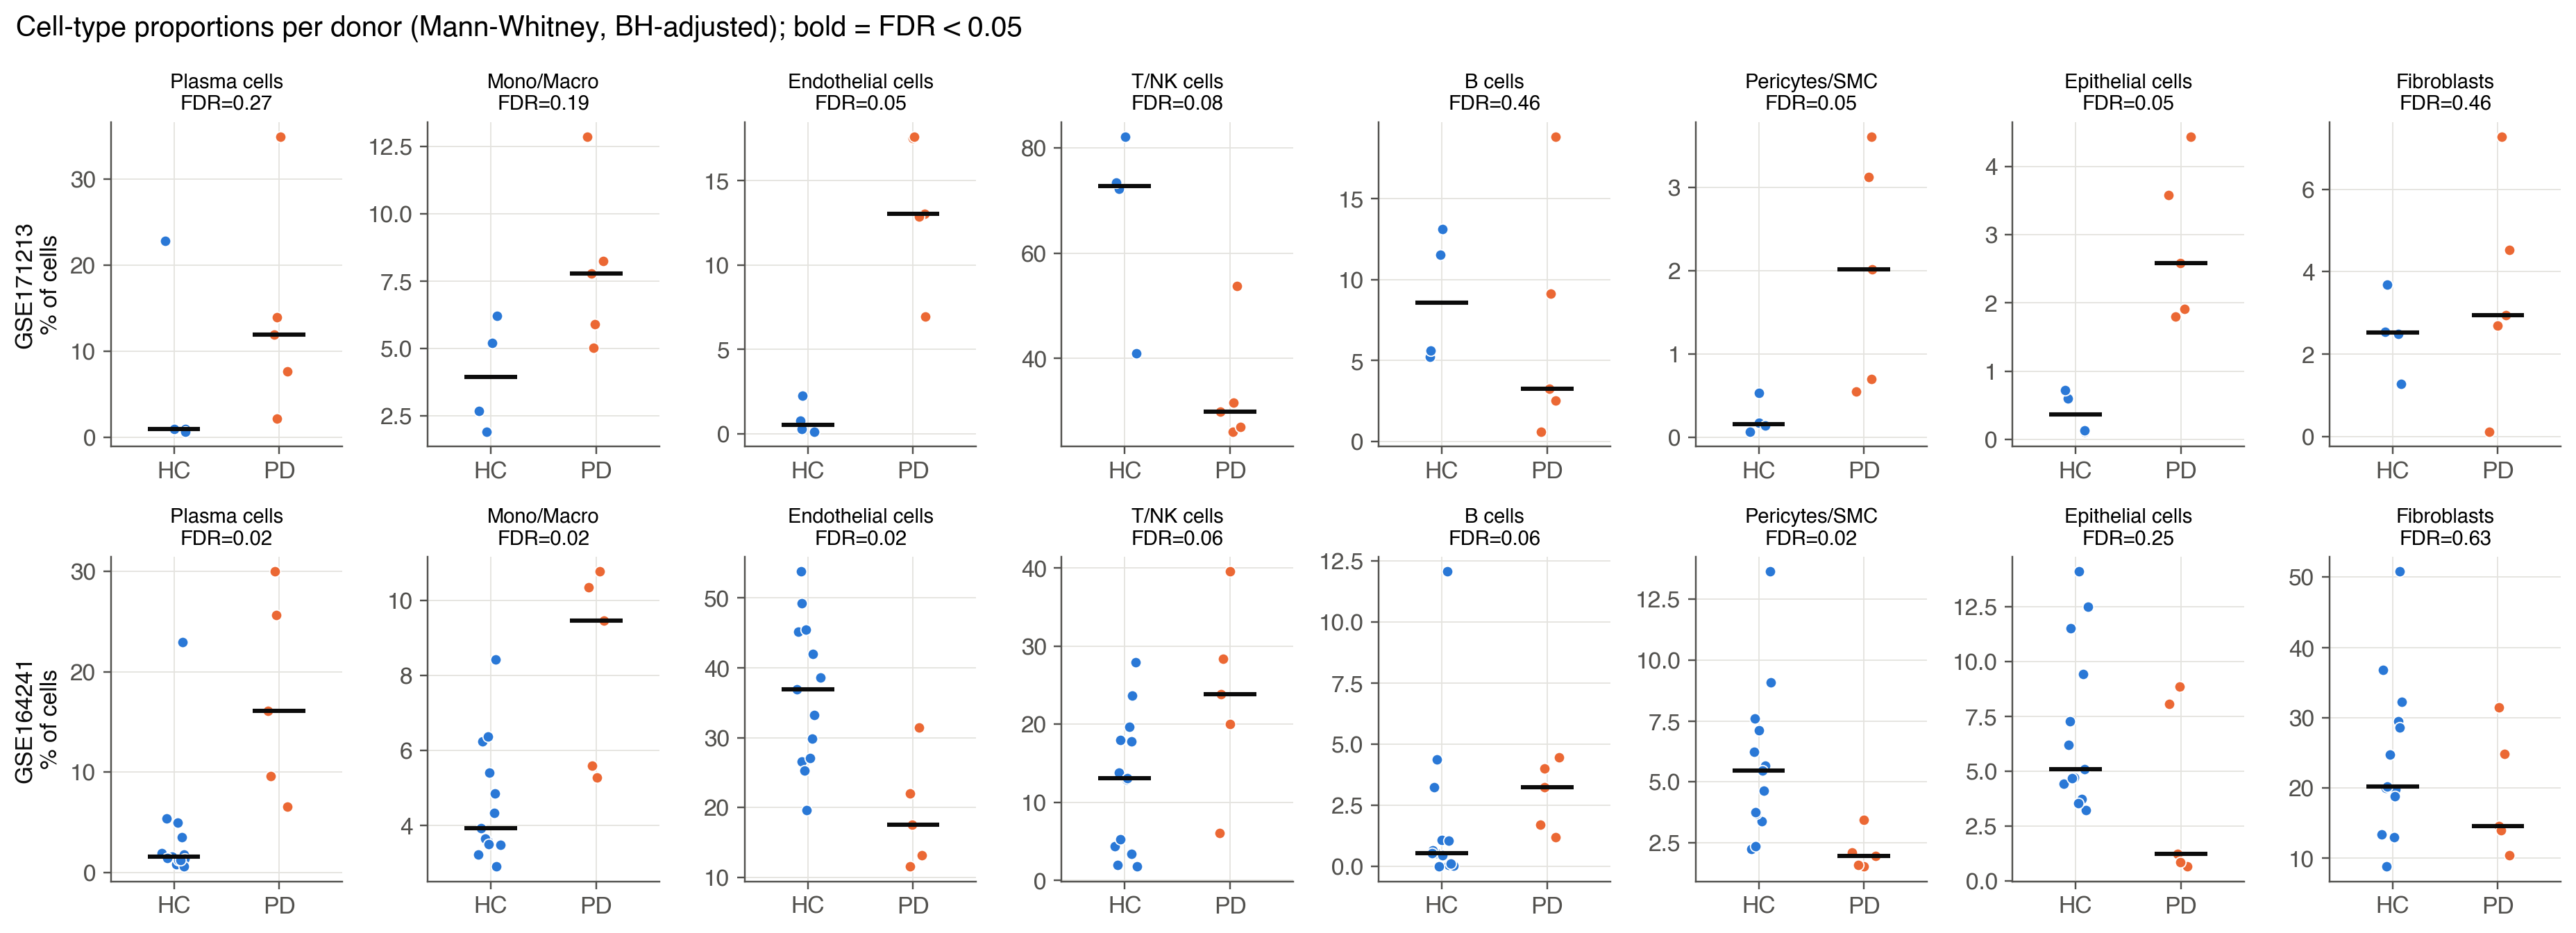 Cell-type proportions per donor (Mann-Whitney, BH-adjusted); bold = FDR < 0.05
Plasma cells
FDR=0.27
Mono/Macro
FDR=0.19
Endothelial cells
FDR=0.05
T/NK cells
FDR=0.08
B cells
FDR=0.46
Pericytes/SMC
FDR=0.05
Epithelial cells
FDR=0.05
Fibroblasts
FDR=0.46
GSE171213
% of cells
30
20
10
0
HC PD
12.5
10.0
7.5
5.0
2.5
HC PD
15
10
5
0
HC PD
80
60
40
HC PD
15
10
5
0
HC PD
3
2
1
0
HC PD
4
3
2
1
0
HC PD
6
4
2
0
HC PD
Plasma cells
FDR=0.02
Mono/Macro
FDR=0.02
Endothelial cells
FDR=0.02
T/NK cells
FDR=0.06
B cells
FDR=0.06
Pericytes/SMC
FDR=0.02
Epithelial cells
FDR=0.25
Fibroblasts
FDR=0.63
GSE164241
% of cells
30
20
10
0
HC PD
10
8
6
4
HC PD
50
40
30
20
10
HC PD
40
30
20
10
0
HC PD
12.5
10.0
7.5
5.0
2.5
0.0
HC PD
12.5
10.0
7.5
5.0
2.5
HC PD
12.5
10.0
7.5
5.0
2.5
0.0
HC PD
50
40
30
20
10
HC PD